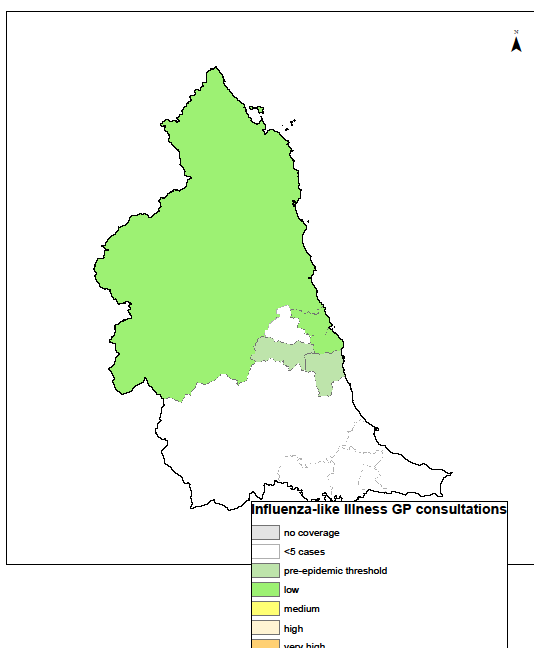 N
Influenza-like Illness GP consultations
no coverage
<5 cases
pre-epidemic threshold
low
medium
high
very high